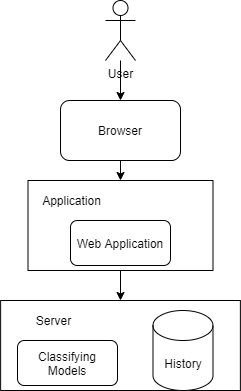 User
Browser
Application
Web Application
Server
Classifying
Models
History